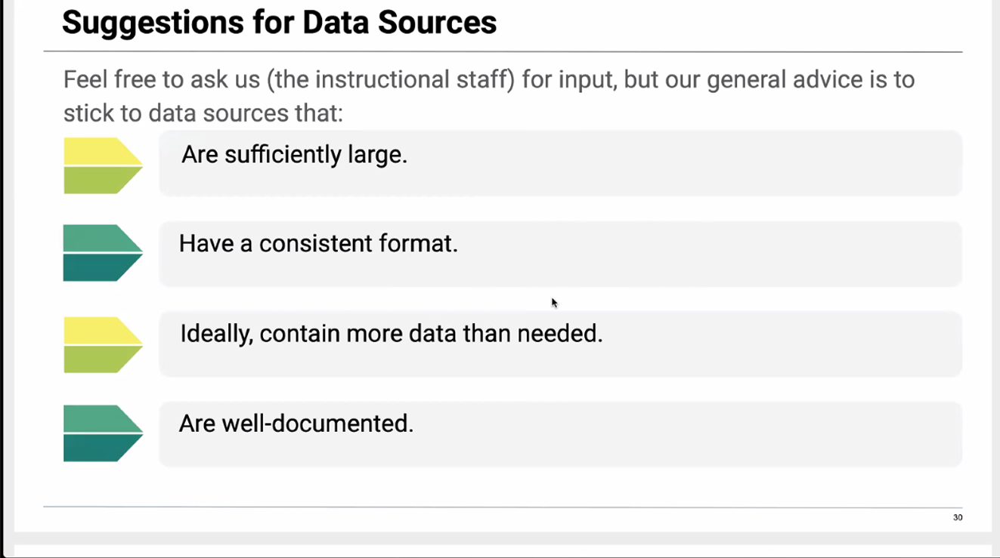 Suggestions for Data Sources
Feel free to ask us (the instructional staff) for input, but our general advice is to
stick to data sources that:
Are sufficiently large.
Have a consistent format.
Ideally, contain more data than needed.
Are well-documented.
30